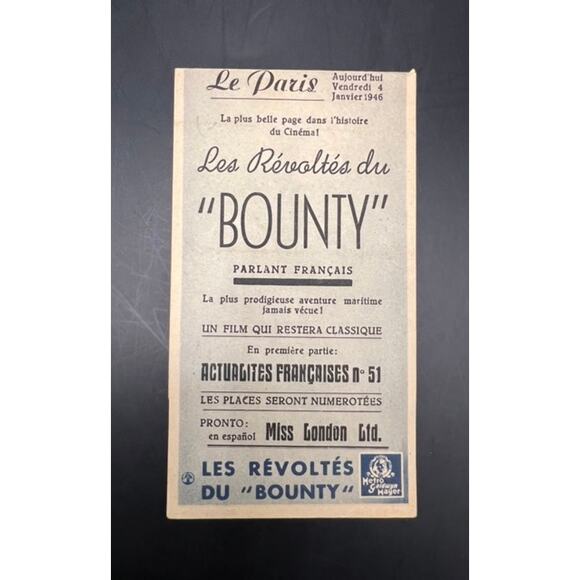 Le Paris
Aujourd'hui
Vendredi 4
Janvier 1946
La plus belle page dans l'histoire
du Cinéma!
Les Révoltés du
"BOUNTY"
PARLANT FRANÇAIS
La plus prodigieuse aventure maritime
jamais vécue!
UN FILM QUI RESTERA CLASSIQUE
En première partie:
ACTUALITES FRANÇAISES nº 51
LES PLACES SERONT NUMEROTÉES
PRONTO:
en español
Miss London Ltd.
LES RÉVOLTÉS
DU "BOUNTY"
Metro
Goldwyn
Mayer